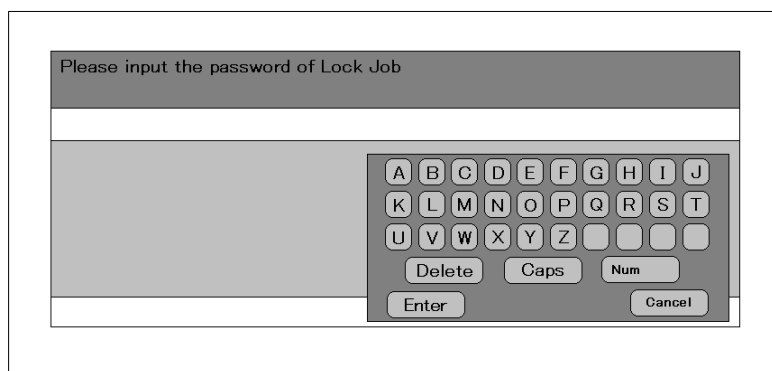 Please input the password of Lock Job
A B C D E F G H I J
K L M N O P Q R S T
U V W X Y Z
Delete Caps Num
Enter Cancel